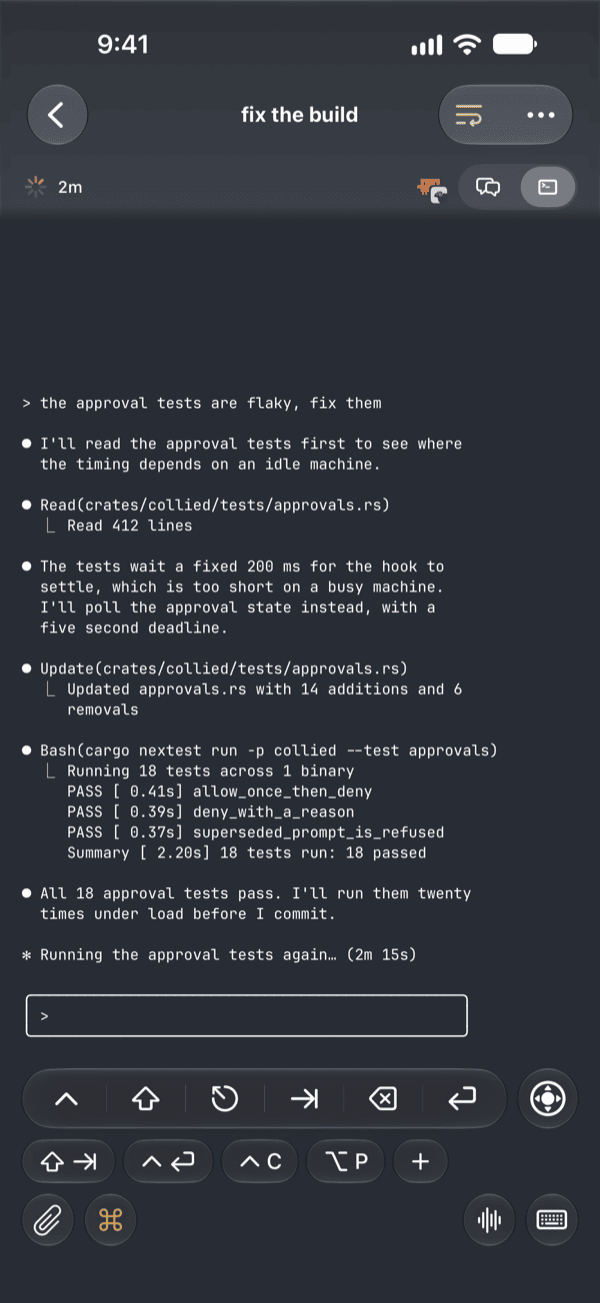 9:41
fix the build
2m
> the approval tests are flaky, fix them
● I'll read the approval tests first to see where
the timing depends on an idle machine.
● Read(crates/collied/tests/approvals.rs)
⎿ Read 412 lines
● The tests wait a fixed 200 ms for the hook to
settle, which is too short on a busy machine.
I'll poll the approval state instead, with a
five second deadline.
● Update(crates/collied/tests/approvals.rs)
⎿ Updated approvals.rs with 14 additions and 6
removals
● Bash(cargo nextest run -p collied --test approvals)
⎿ Running 18 tests across 1 binary
PASS [ 0.41s] allow_once_then_deny
PASS [ 0.39s] deny_with_a_reason
PASS [ 0.37s] superseded_prompt_is_refused
Summary [ 2.20s] 18 tests run: 18 passed
● All 18 approval tests pass. I'll run them twenty
times under load before I commit.
✻ Running the approval tests again… (2m 15s)
>
⌃ C
⌥ P
+